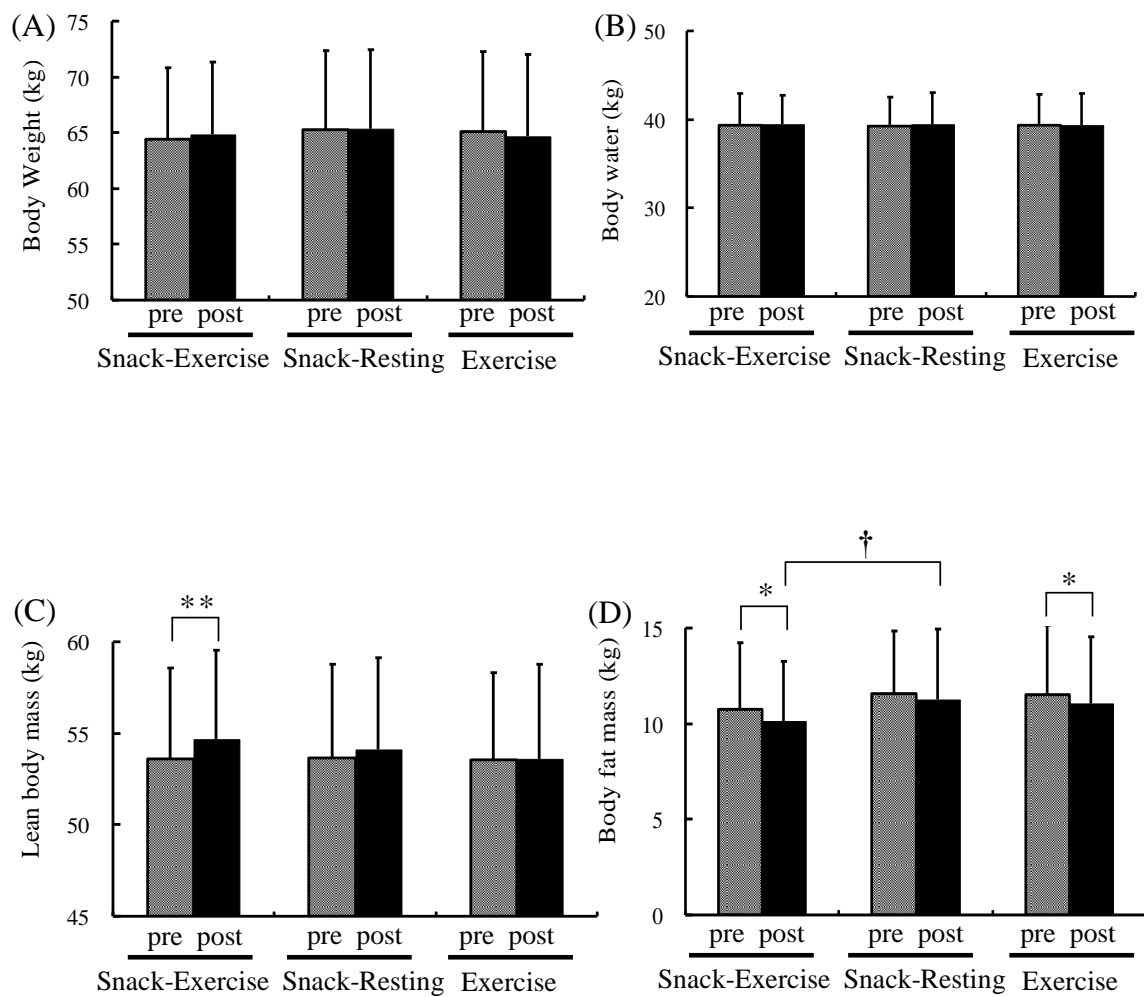 (A)
Body Weight (kg)
75
70
65
60
55
50
pre post pre post pre post
Snack-Exercise Snack-Resting Exercise
(B)
Body water (kg)
50
40
30
20
pre post pre post pre post
Snack-Exercise Snack-Resting Exercise
(C)
Lean body mass (kg)
**
60
55
50
45
pre post pre post pre post
Snack-Exercise Snack-Resting Exercise
(D)
Body fat mass (kg)
†
* *
15
10
5
0
pre post pre post pre post
Snack-Exercise Snack-Resting Exercise